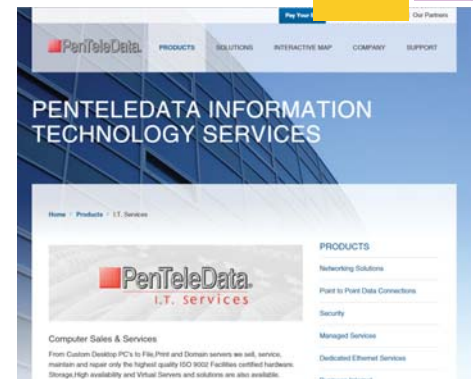 Pay Your
Our Partners
PenTeleData.
PRODUCTS
SOLUTIONS
INTERACTIVE MAP
COMPANY
SUPPORT
PENTELEDATA INFORMATION
TECHNOLOGY SERVICES
Home
Products
I.T. Services
PenTeleData.
I.T. Services
Computer Sales & Services
From Custom Desktop PC's to File,Print and Domain servers we sell, service,
maintain and repair only the highest quality ISO 9002 Facilities certified hardware.
Storage,High availability and Virtual Servers and solutions are also available.
PRODUCTS
Networking Solutions
Point to Point Data Connections
Security
Managed Services
Dedicated Ethernet Services